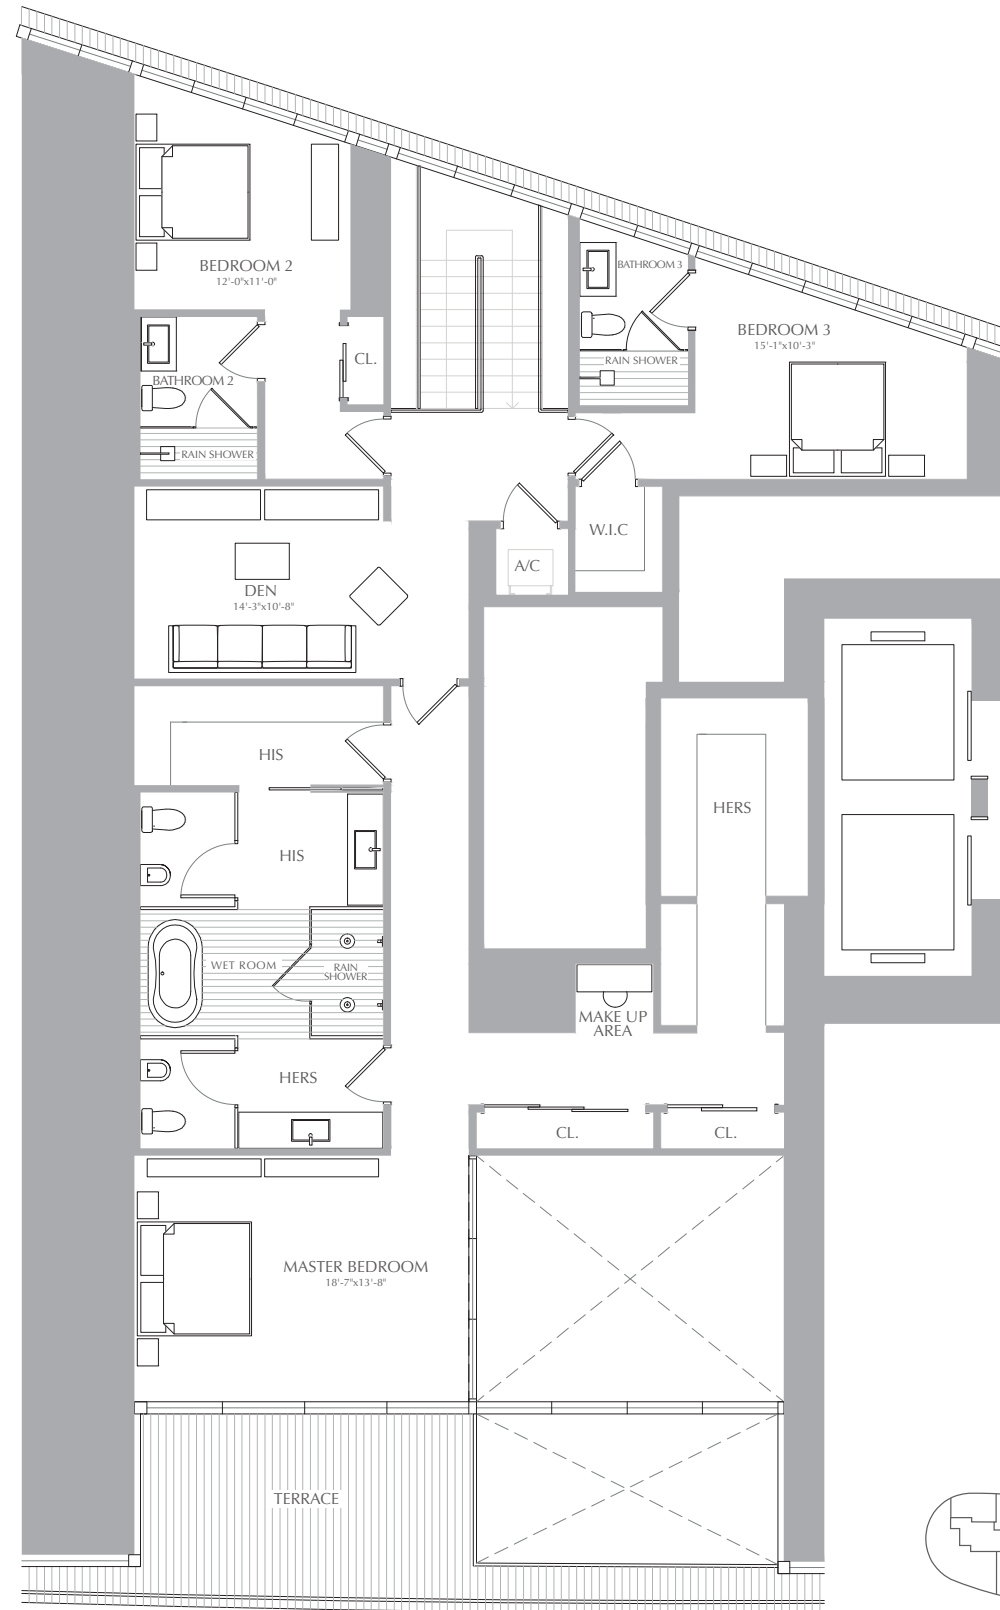 BEDROOM 2
12'-0"x11'-0"
BATHROOM 3
BEDROOM 3
15'-1"x10'-3"
CL.
RAIN SHOWER
BATHROOM 2
RAIN SHOWER
W.I.C
A/C
DEN
14'-3"x10'-8"
HIS
HERS
HIS
WET ROOM
RAIN
SHOWER
MAKE UP
AREA
HERS
CL.
CL.
MASTER BEDROOM
18'-7"x13'-8"
TERRACE